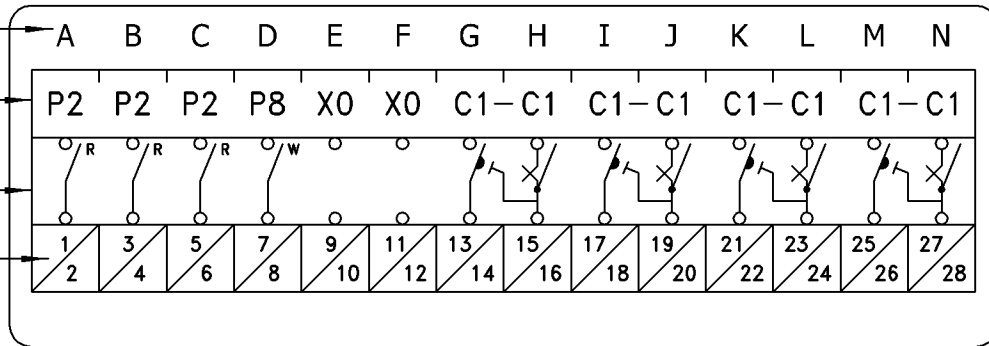 A B C D E F G H I J K L M N
P2 P2 P2 P8 X0 X0 C1-C1 C1-C1 C1-C1 C1-C1
R R R W
1 3 5 7 9 11 13 15 17 19 21 23 25 27
2 4 6 8 10 12 14 16 18 20 22 24 26 28